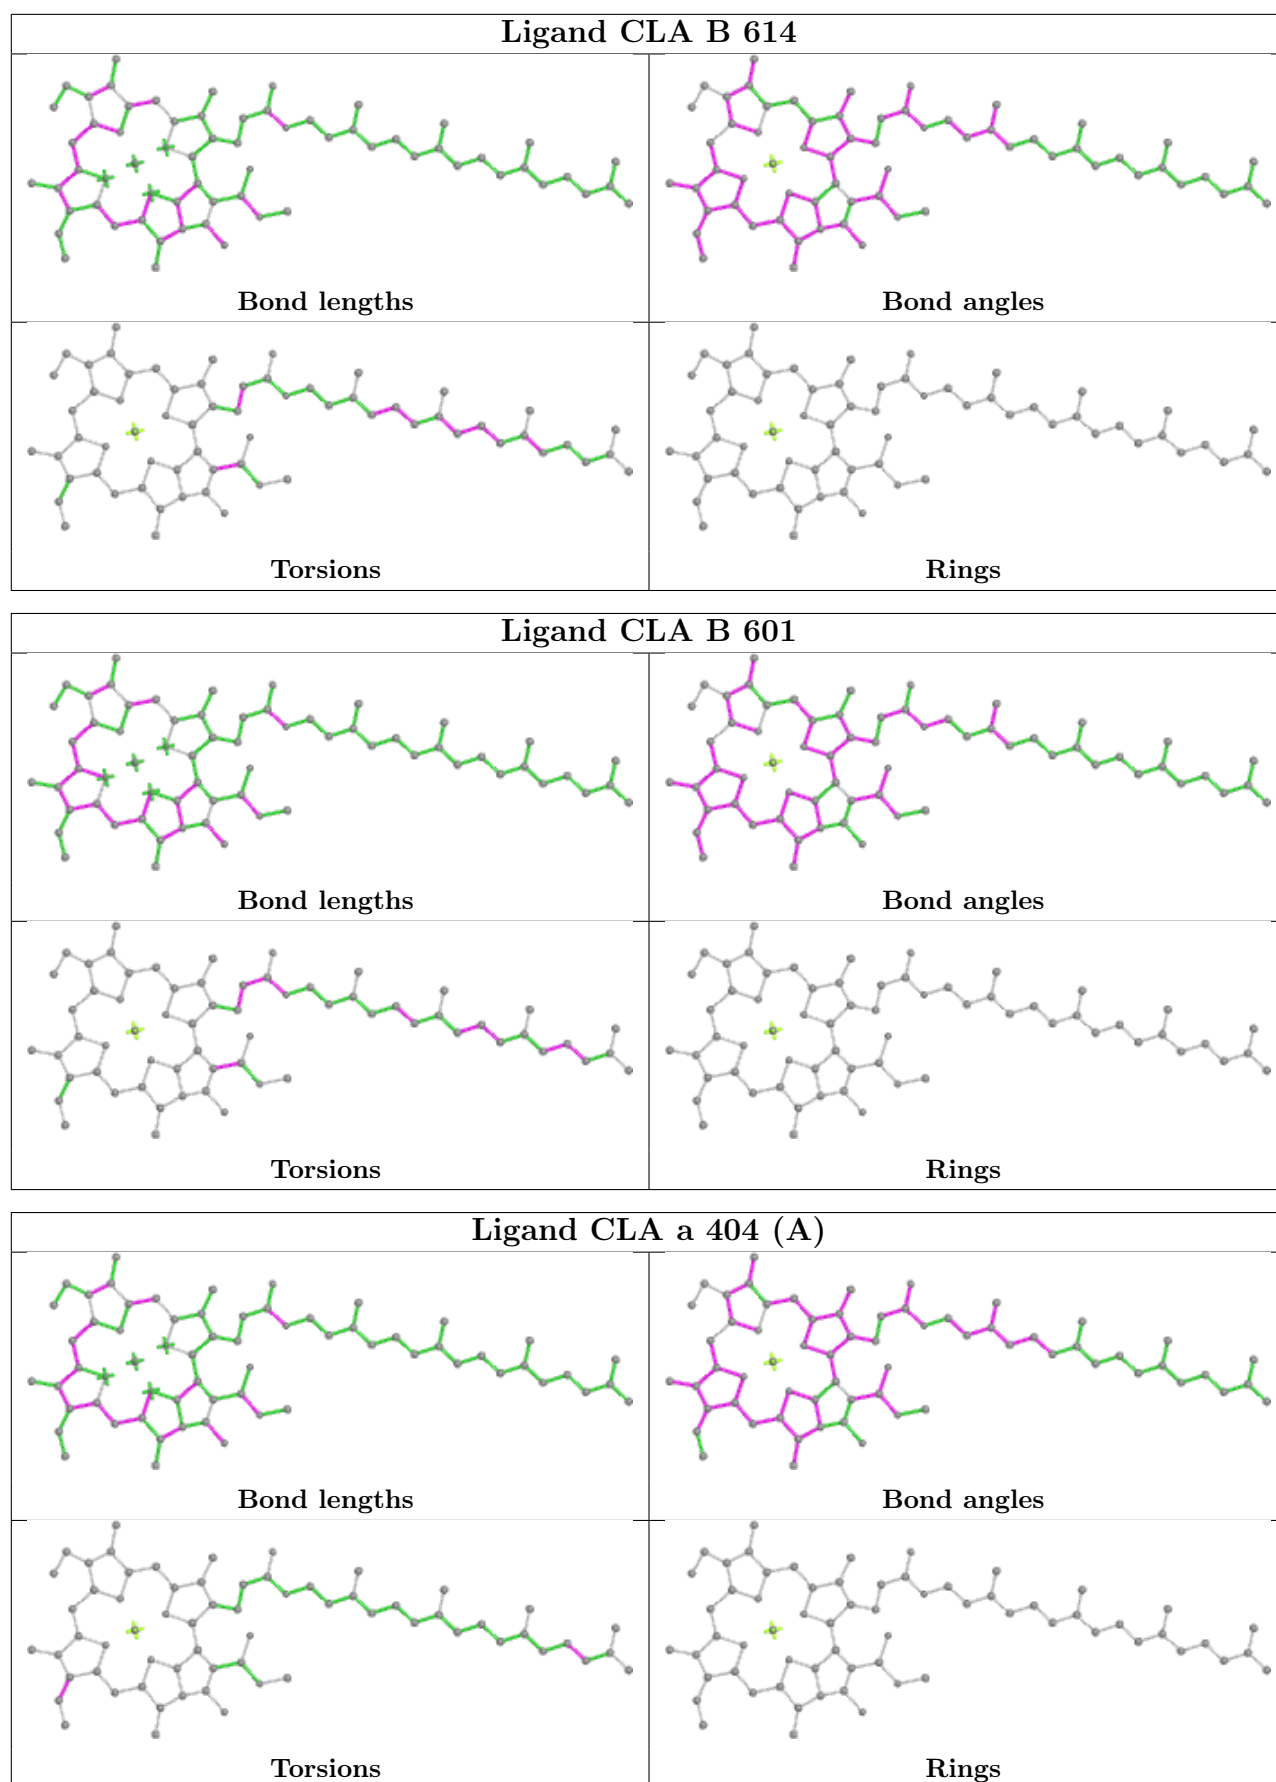 Ligand CLA B 614
Bond lengths
Bond angles
Torsions
Rings
Ligand CLA B 601
Bond lengths
Bond angles
Torsions
Rings
Ligand CLA a 404 (A)
Bond lengths
Bond angles
Torsions
Rings